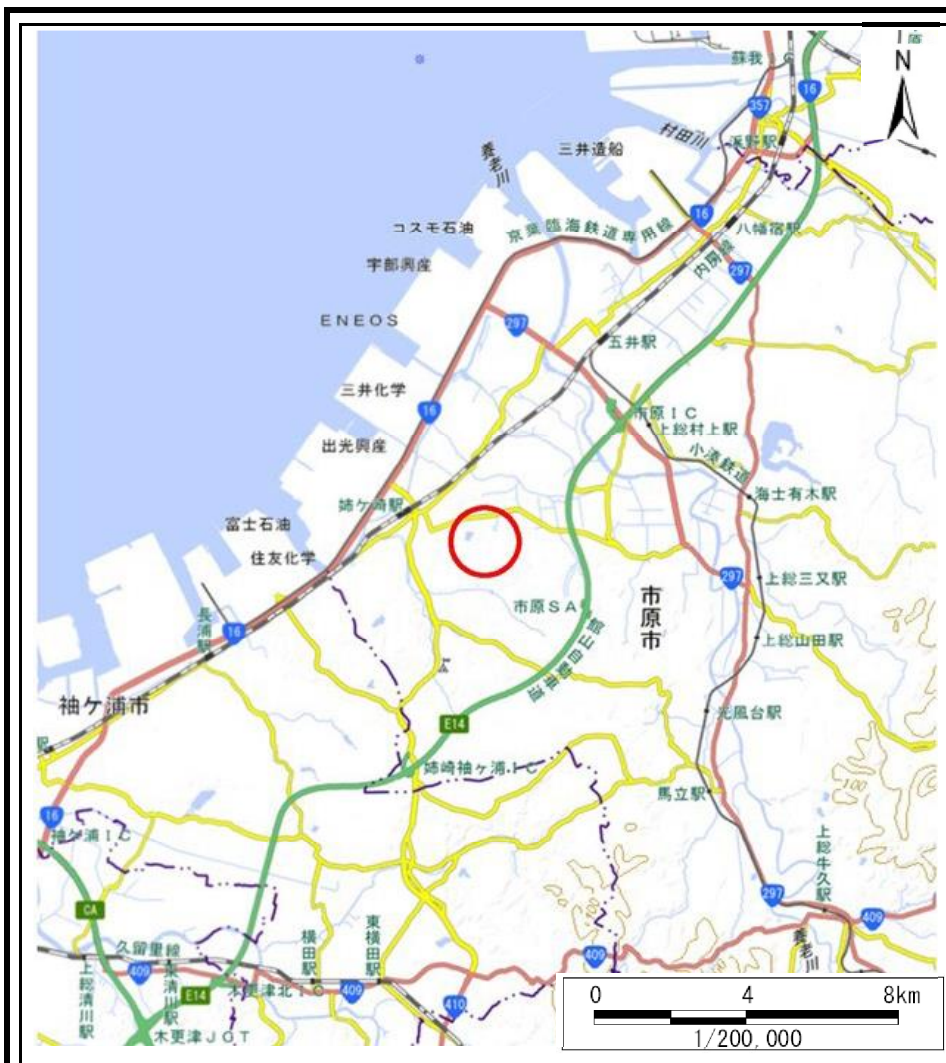 蘇我IC
N
16
357
村田川
浜野駅
養老川
三井造船
16
八幡宿駅
コスモ石油
京葉臨海鉄道専用線
内房線
297
宇部興産
ENEOS
297
五井駅
三井化学
16
市原IC
上総村上駅
出光興産
小湊鉄道
海士有木駅
姉ケ崎駅
富士石油
住友化学
297
上総三又駅
市原SA
市原市
長浦駅
16
上総山田駅
館山自動車道
袖ケ浦市
E14
光風台駅
駅
姉崎袖ヶ浦IC
馬立駅
100
16
袖ケ浦IC
上総牛久駅
297
CA
409
東横田駅
横田駅
久留里線
養老川
409
東清川駅
409
上総清川駅
E14
木更津北IC
409
410
木更津JCT
0 4 8km
1/200,000